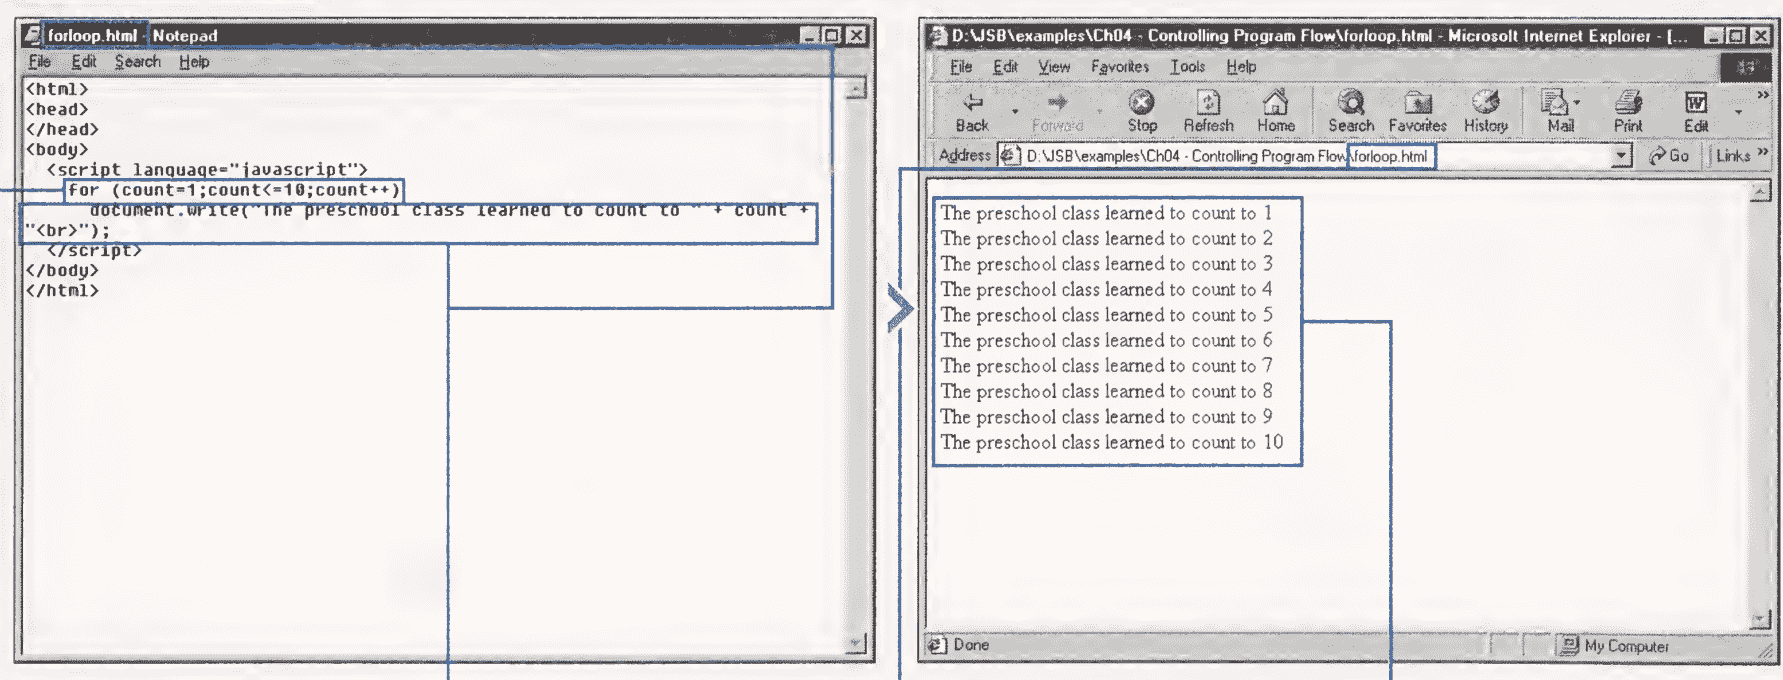 forloop.html - Notepad
File Edit Search Help
<html>
<head>
</head>
<body>
<script language="javascript">
for (count=1;count<=10;count++)
document.write("The preschool class learned to count to " + count +
"<br>");
</script>
</body>
</html>
D:\JSB\examples\Ch04 - Controlling Program Flow\forloop.html - Microsoft Internet Explorer - [...
File Edit View Favorites Tools Help
Back Forward Stop Refresh Home Search Favorites History Mail Print Edit »
Address D:\JSB\examples\Ch04 - Controlling Program Flow\forloop.html Go Links »
The preschool class learned to count to 1
The preschool class learned to count to 2
The preschool class learned to count to 3
The preschool class learned to count to 4
The preschool class learned to count to 5
The preschool class learned to count to 6
The preschool class learned to count to 7
The preschool class learned to count to 8
The preschool class learned to count to 9
The preschool class learned to count to 10
Done My Computer